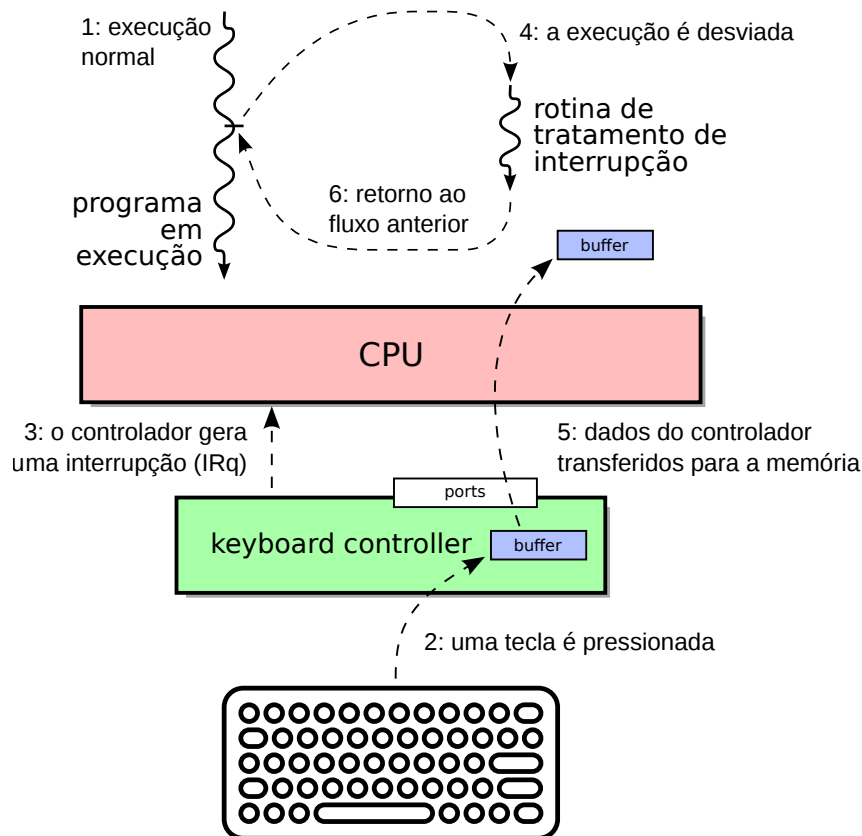 1: execução
normal
4: a execução é desviada
rotina de
tratamento de
interrupção
programa
em
execução
6: retorno ao
fluxo anterior
buffer
CPU
3: o controlador gera
uma interrupção (IRq)
5: dados do controlador
transferidos para a memória
ports
keyboard controller
buffer
2: uma tecla é pressionada